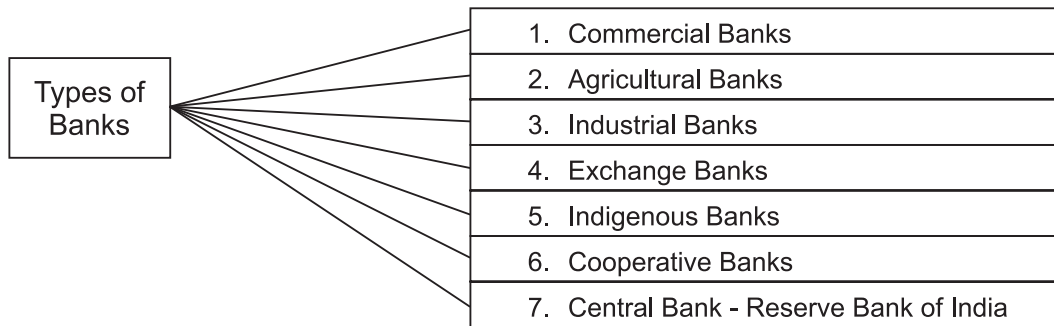 Types of
Banks
1. Commercial Banks
2. Agricultural Banks
3. Industrial Banks
4. Exchange Banks
5. Indigenous Banks
6. Cooperative Banks
7. Central Bank - Reserve Bank of India